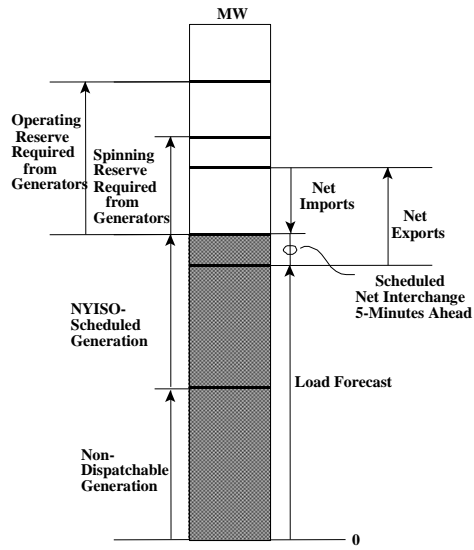 MW
Operating
Reserve
Required
from
Generators
Spinning
Reserve
Required
from
Generators
Net
Imports
Net
Exports
Scheduled
Net Interchange
5-Minutes Ahead
NYISO-
Scheduled
Generation
Load Forecast
Non-
Dispatchable
Generation
0